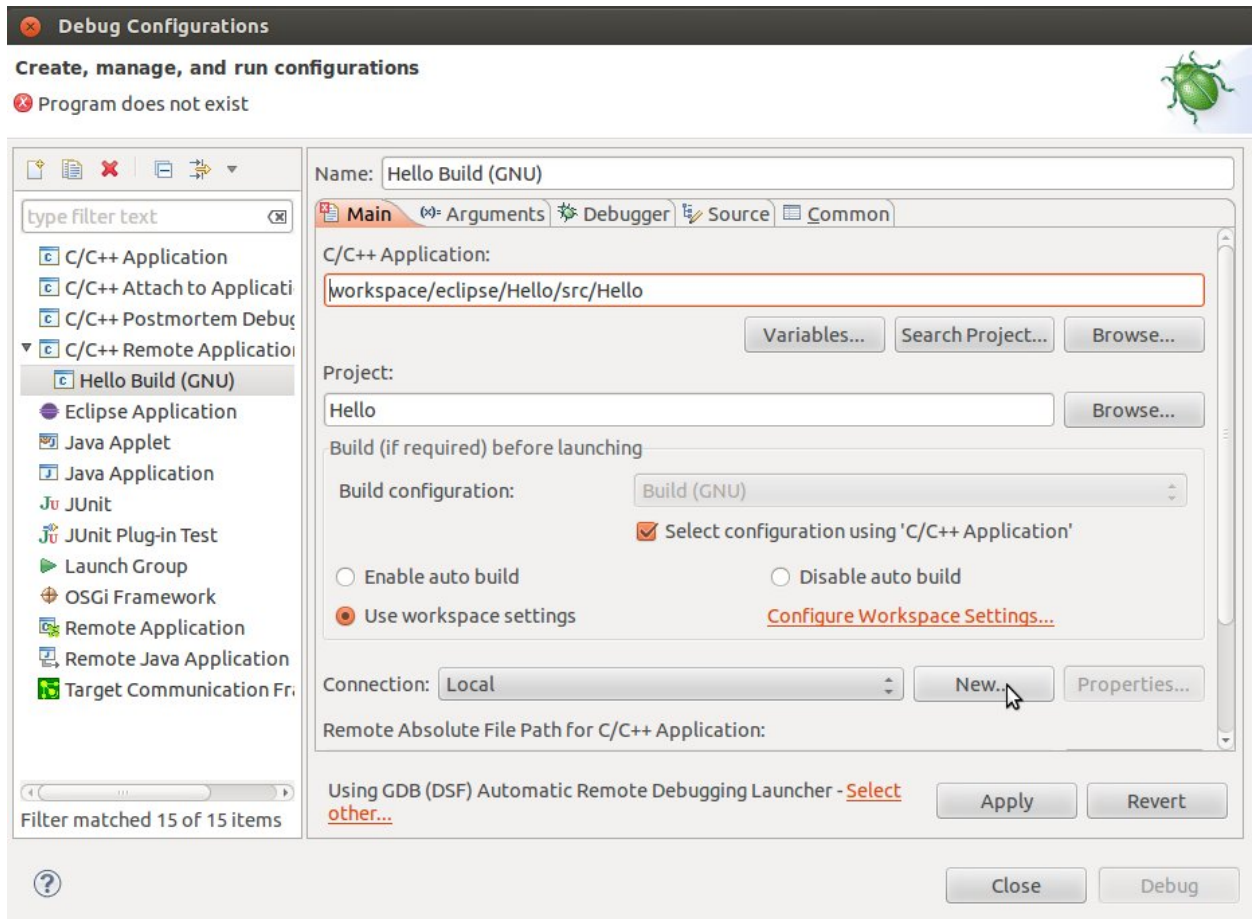 Debug Configurations
Create, manage, and run configurations
Program does not exist
type filter text
C/C++ Application
C/C++ Attach to Applicati
C/C++ Postmortem Debug
C/C++ Remote Application
Hello Build (GNU)
Eclipse Application
Java Applet
Java Application
JUnit
JUnit Plug-in Test
Launch Group
OSGi Framework
Remote Application
Remote Java Application
Target Communication Fra
Filter matched 15 of 15 items
Name: Hello Build (GNU)
Main (x)= Arguments Debugger Source Common
C/C++ Application:
workspace/eclipse/Hello/src/Hello
Variables... Search Project... Browse...
Project:
Hello Browse...
Build (if required) before launching
Build configuration: Build (GNU)
Select configuration using 'C/C++ Application'
Enable auto build Disable auto build
Use workspace settings Configure Workspace Settings...
Connection: Local New... Properties...
Remote Absolute File Path for C/C++ Application:
Using GDB (DSF) Automatic Remote Debugging Launcher - Select
other...
Apply Revert
Close Debug